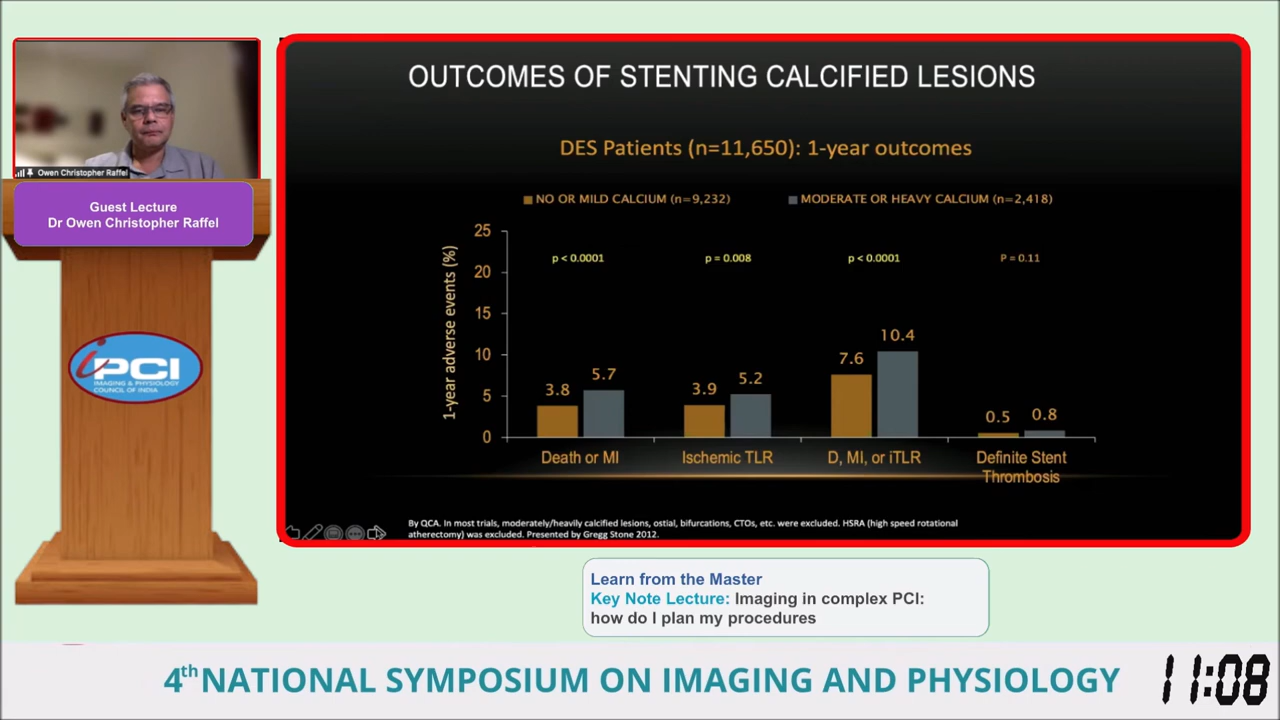 Owen Christopher Raffel
Guest Lecture
Dr Owen Christopher Raffel
iPCI
IMAGING & PHYSIOLOGY
COUNCIL OF INDIA
OUTCOMES OF STENTING CALCIFIED LESIONS
DES Patients (n=11,650): 1-year outcomes
NO OR MILD CALCIUM (n=9,232)
MODERATE OR HEAVY CALCIUM (n=2,418)
1-year adverse events (%)
25
20
15
10
5
0
p < 0.0001
p = 0.008
p < 0.0001
P = 0.11
3.8
5.7
3.9
5.2
7.6
10.4
0.5
0.8
Death or MI
Ischemic TLR
D, MI, or iTLR
Definite Stent
Thrombosis
By QCA. In most trials, moderately/heavily calcified lesions, ostial, bifurcations, CTOs, etc. were excluded. HSRA (high speed rotational
atherectomy) was excluded. Presented by Gregg Stone 2012.
Learn from the Master
Key Note Lecture: Imaging in complex PCI:
how do I plan my procedures
4th NATIONAL SYMPOSIUM ON IMAGING AND PHYSIOLOGY
11:08